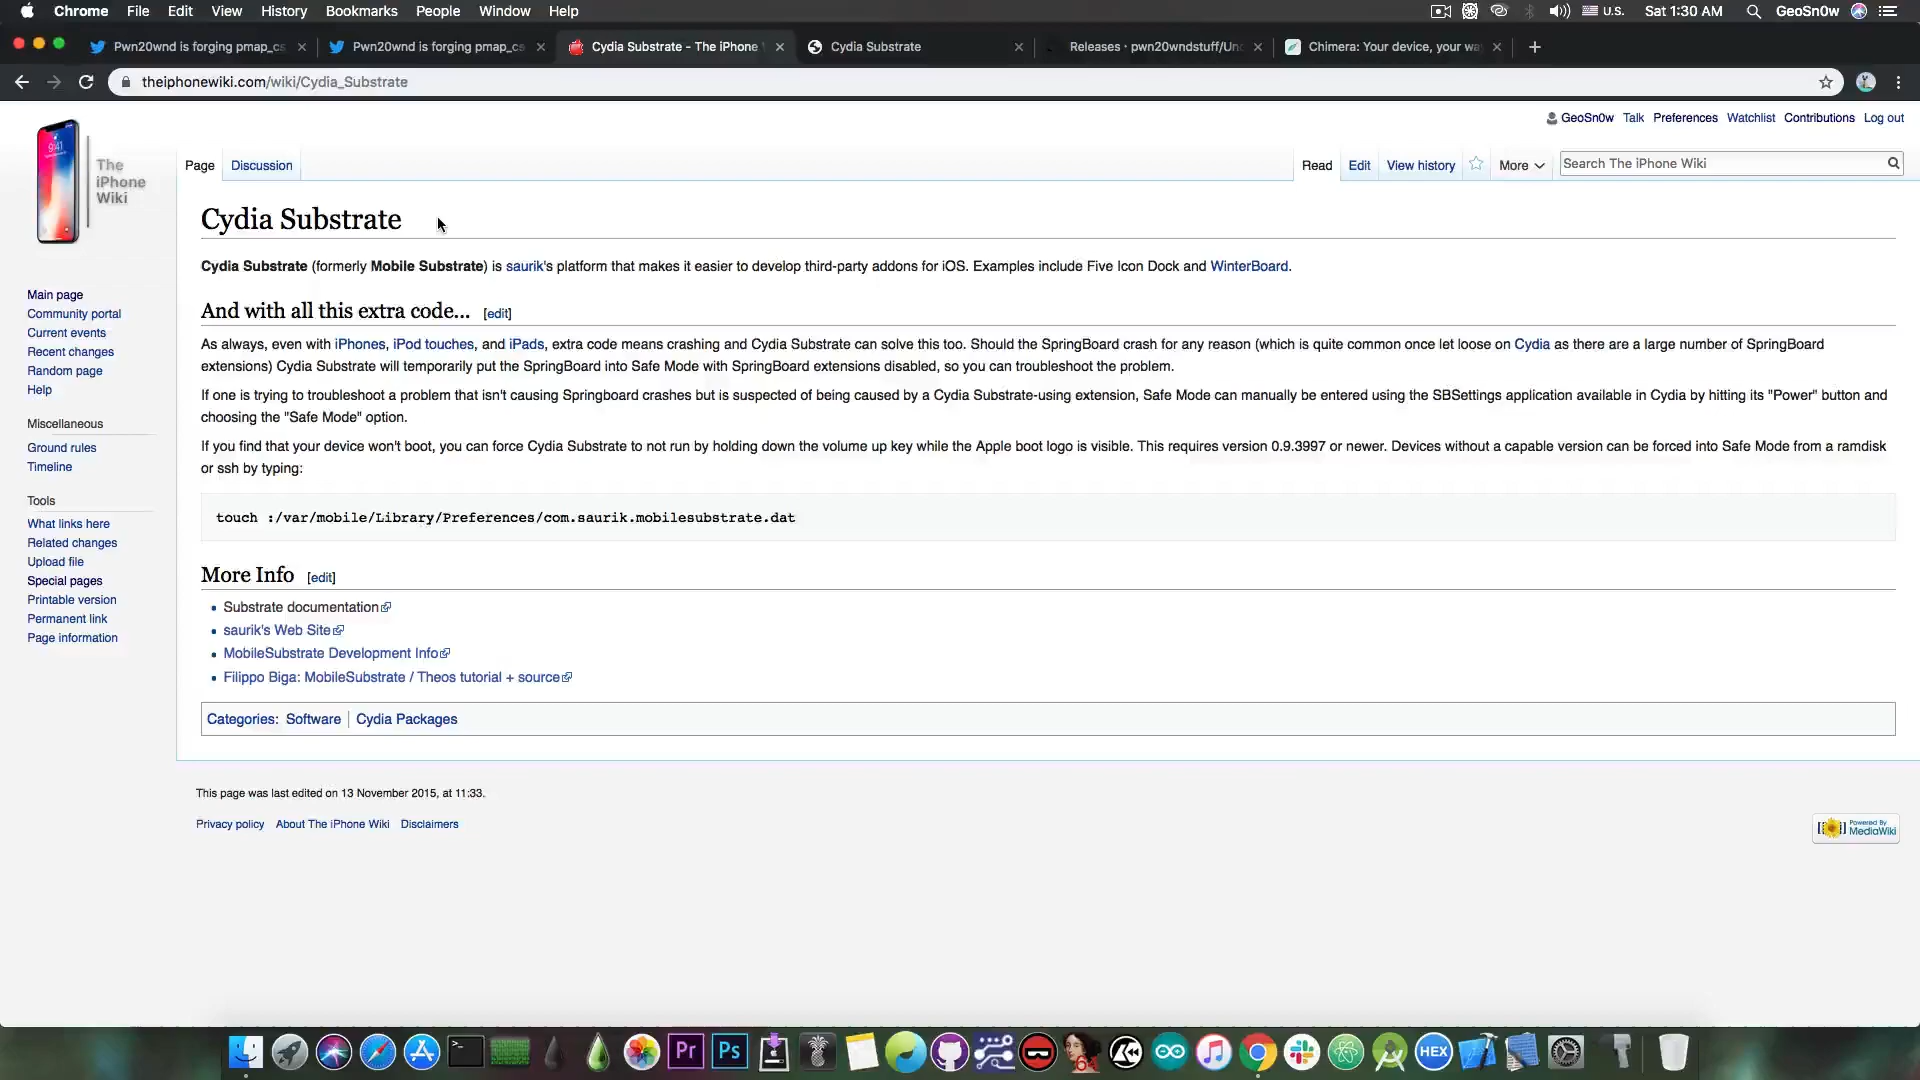 Chrome File Edit View History Bookmarks People Window Help U.S. Sat 1:30 AM GeoSn0w
Pwn20wnd is forging pmap_cs Pwn20wnd is forging pmap_cs Cydia Substrate - The iPhone Cydia Substrate Releases · pwn20wndstuff/Unc Chimera: Your device, your wa
theiphonewiki.com/wiki/Cydia_Substrate
GeoSn0w Talk Preferences Watchlist Contributions Log out
9:41
The
iPhone
Wiki
Page Discussion Read Edit View history More Search The iPhone Wiki
Cydia Substrate
Cydia Substrate (formerly Mobile Substrate) is saurik's platform that makes it easier to develop third-party addons for iOS. Examples include Five Icon Dock and WinterBoard.
And with all this extra code... [edit]
As always, even with iPhones, iPod touches, and iPads, extra code means crashing and Cydia Substrate can solve this too. Should the SpringBoard crash for any reason (which is quite common once let loose on Cydia as there are a large number of SpringBoard
extensions) Cydia Substrate will temporarily put the SpringBoard into Safe Mode with SpringBoard extensions disabled, so you can troubleshoot the problem.
If one is trying to troubleshoot a problem that isn't causing Springboard crashes but is suspected of being caused by a Cydia Substrate-using extension, Safe Mode can manually be entered using the SBSettings application available in Cydia by hitting its "Power" button and
choosing the "Safe Mode" option.
If you find that your device won't boot, you can force Cydia Substrate to not run by holding down the volume up key while the Apple boot logo is visible. This requires version 0.9.3997 or newer. Devices without a capable version can be forced into Safe Mode from a ramdisk
or ssh by typing:
touch :/var/mobile/Library/Preferences/com.saurik.mobilesubstrate.dat
More Info [edit]
Substrate documentation
saurik's Web Site
MobileSubstrate Development Info
Filippo Biga: MobileSubstrate / Theos tutorial + source
Categories: Software | Cydia Packages
Main page
Community portal
Current events
Recent changes
Random page
Help
Miscellaneous
Ground rules
Timeline
Tools
What links here
Related changes
Upload file
Special pages
Printable version
Permanent link
Page information
This page was last edited on 13 November 2015, at 11:33.
Privacy policy About The iPhone Wiki Disclaimers
Powered By
MediaWiki
Pr Ps 64 HEX